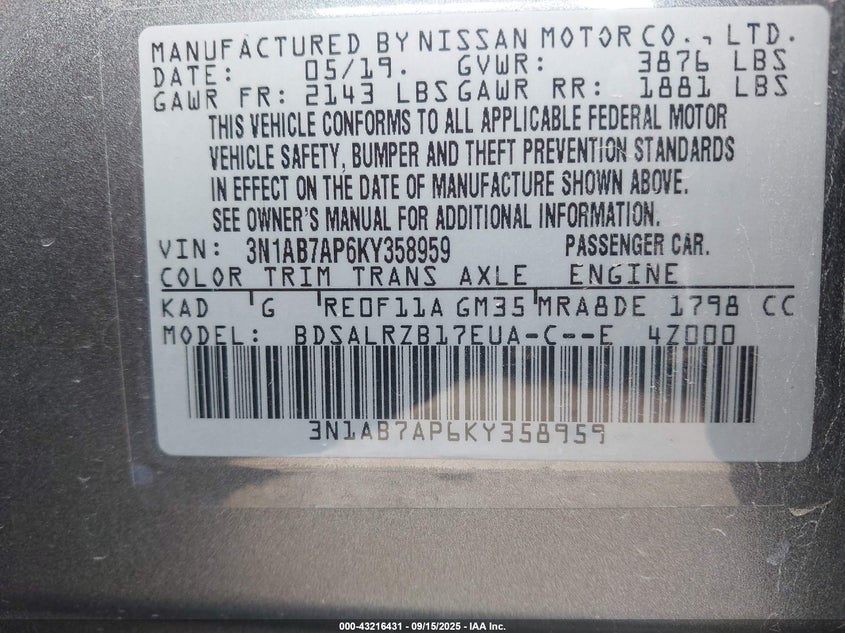 MANUFACTURED BY NISSAN MOTOR CO., LTD.
DATE: 05/19. GVWR: 3876 LBS
GAWR FR: 2143 LBS GAWR RR: 1881 LBS
THIS VEHICLE CONFORMS TO ALL APPLICABLE FEDERAL MOTOR
VEHICLE SAFETY, BUMPER AND THEFT PREVENTION STANDARDS
IN EFFECT ON THE DATE OF MANUFACTURE SHOWN ABOVE.
SEE OWNER'S MANUAL FOR ADDITIONAL INFORMATION.
VIN: 3N1AB7AP6KY358959 PASSENGER CAR.
COLOR TRIM TRANS AXLE ENGINE
KAD G RE0F11A GM35 MRA8DE 1798 CC
MODEL: BDSALRZB17EUA-C--E 4Z000
3N1AB7AP6KY358959
000-43216431 - 09/15/2025 - IAA Inc.